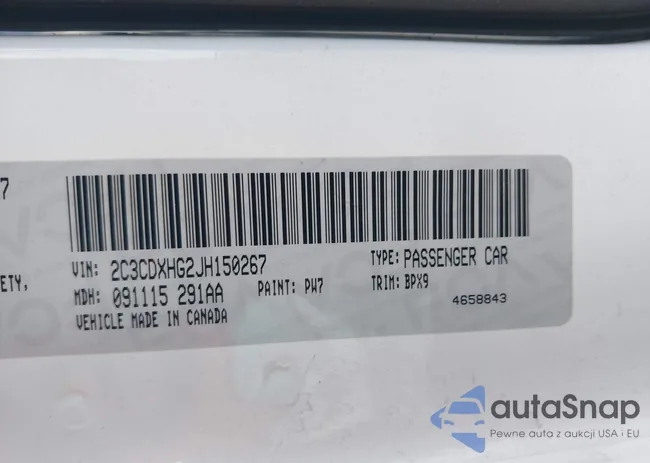 7
ETY,
VIN: 2C3CDXHG2JH150267
TYPE: PASSENGER CAR
MDH: 091115 291AA
PAINT: PW7
TRIM: BPX9
VEHICLE MADE IN CANADA
4658843
autaSnap
Pewne auta z aukcji USA i EU